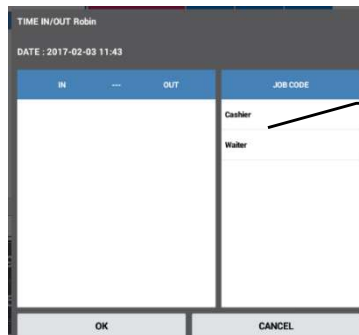 TIME IN/OUT Robin
DATE : 2017-02-03 11:43
IN --- OUT JOB CODE
Cashier
Waiter
OK CANCEL